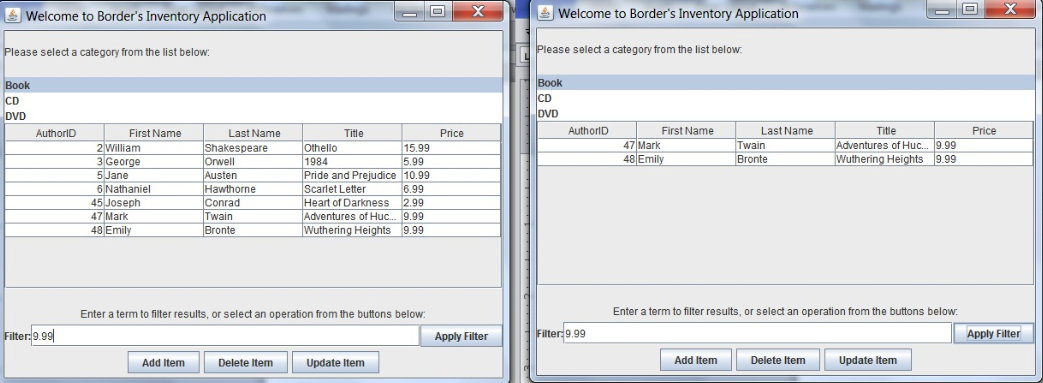 Welcome to Border's Inventory Application
Please select a category from the list below:
Book
CD
DVD
AuthorID First Name Last Name Title Price
2 William Shakespeare Othello 15.99
3 George Orwell 1984 5.99
5 Jane Austen Pride and Prejudice 10.99
6 Nathaniel Hawthorne Scarlet Letter 6.99
45 Joseph Conrad Heart of Darkness 2.99
47 Mark Twain Adventures of Huc... 9.99
48 Emily Bronte Wuthering Heights 9.99
Enter a term to filter results, or select an operation from the buttons below:
Filter: 9.99 Apply Filter
Add Item Delete Item Update Item
Welcome to Border's Inventory Application
Please select a category from the list below:
Book
CD
DVD
AuthorID First Name Last Name Title Price
47 Mark Twain Adventures of Huc... 9.99
48 Emily Bronte Wuthering Heights 9.99
Enter a term to filter results, or select an operation from the buttons below:
Filter: 9.99 Apply Filter
Add Item Delete Item Update Item